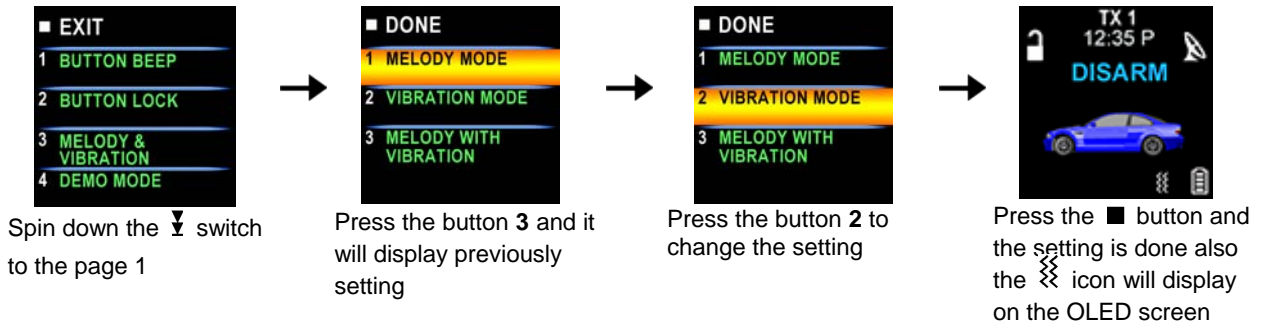 ■ EXIT
1 BUTTON BEEP
2 BUTTON LOCK
3 MELODY &
VIBRATION
4 DEMO MODE
Spin down the switch
to the page 1
■ DONE
1 MELODY MODE
2 VIBRATION MODE
3 MELODY WITH
VIBRATION
Press the button 3 and it
will display previously
setting
■ DONE
1 MELODY MODE
2 VIBRATION MODE
3 MELODY WITH
VIBRATION
Press the button 2 to
change the setting
TX 1
12:35 P
DISARM
Press the ■ button and
the setting is done also
the icon will display
on the OLED screen